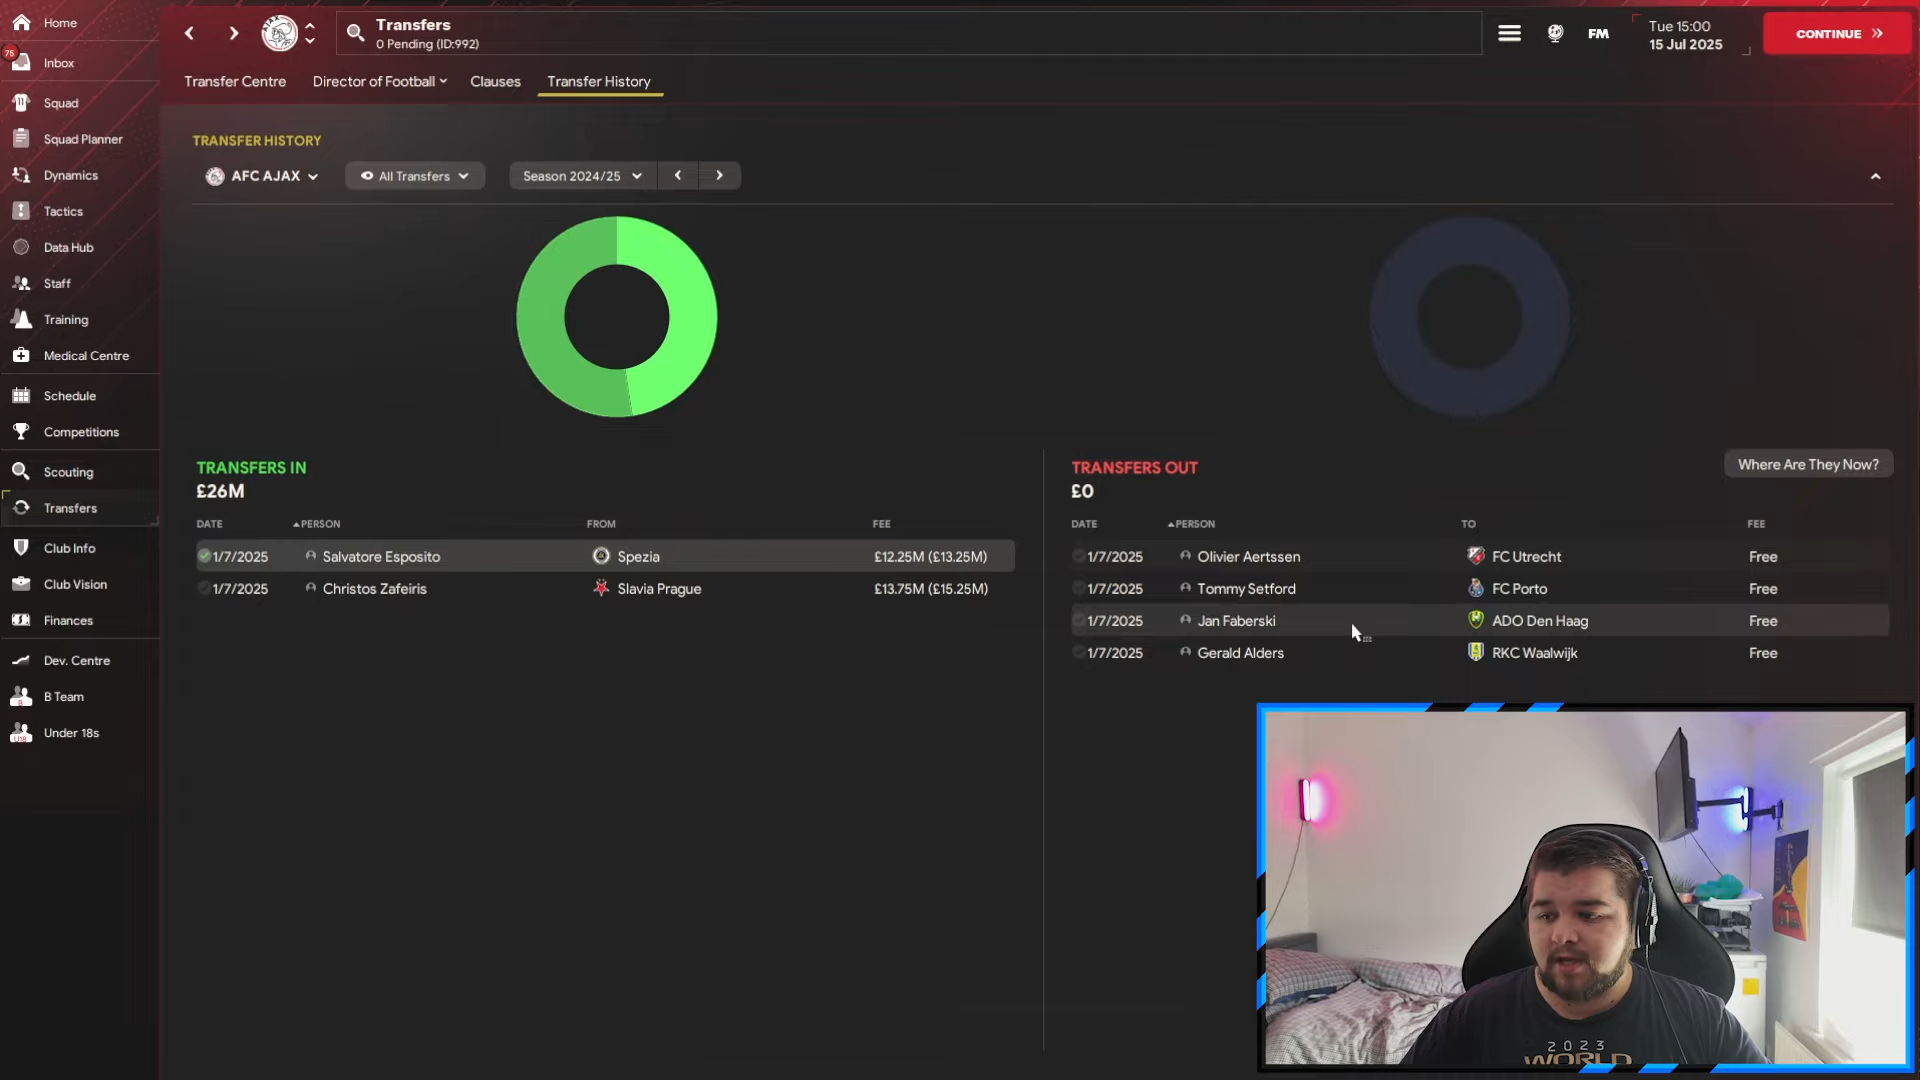 Home
75
Inbox
Squad
Squad Planner
Dynamics
Tactics
Data Hub
Staff
Training
Medical Centre
Schedule
Competitions
Scouting
Transfers
Club Info
Club Vision
Finances
Dev. Centre
B Team
Under 18s
Transfers
0 Pending (ID:992)
FM
Tue 15:00
15 Jul 2025
CONTINUE
Transfer Centre Director of Football Clauses Transfer History
TRANSFER HISTORY
AFC AJAX All Transfers Season 2024/25
TRANSFERS IN
£26M
DATE PERSON FROM FEE
1/7/2025 Salvatore Esposito Spezia £12.25M (£13.25M)
1/7/2025 Christos Zafeiris Slavia Prague £13.75M (£15.25M)
TRANSFERS OUT
£0
Where Are They Now?
DATE PERSON TO FEE
1/7/2025 Olivier Aertssen FC Utrecht Free
1/7/2025 Tommy Setford FC Porto Free
1/7/2025 Jan Faberski ADO Den Haag Free
1/7/2025 Gerald Alders RKC Waalwijk Free
2023
WORLD